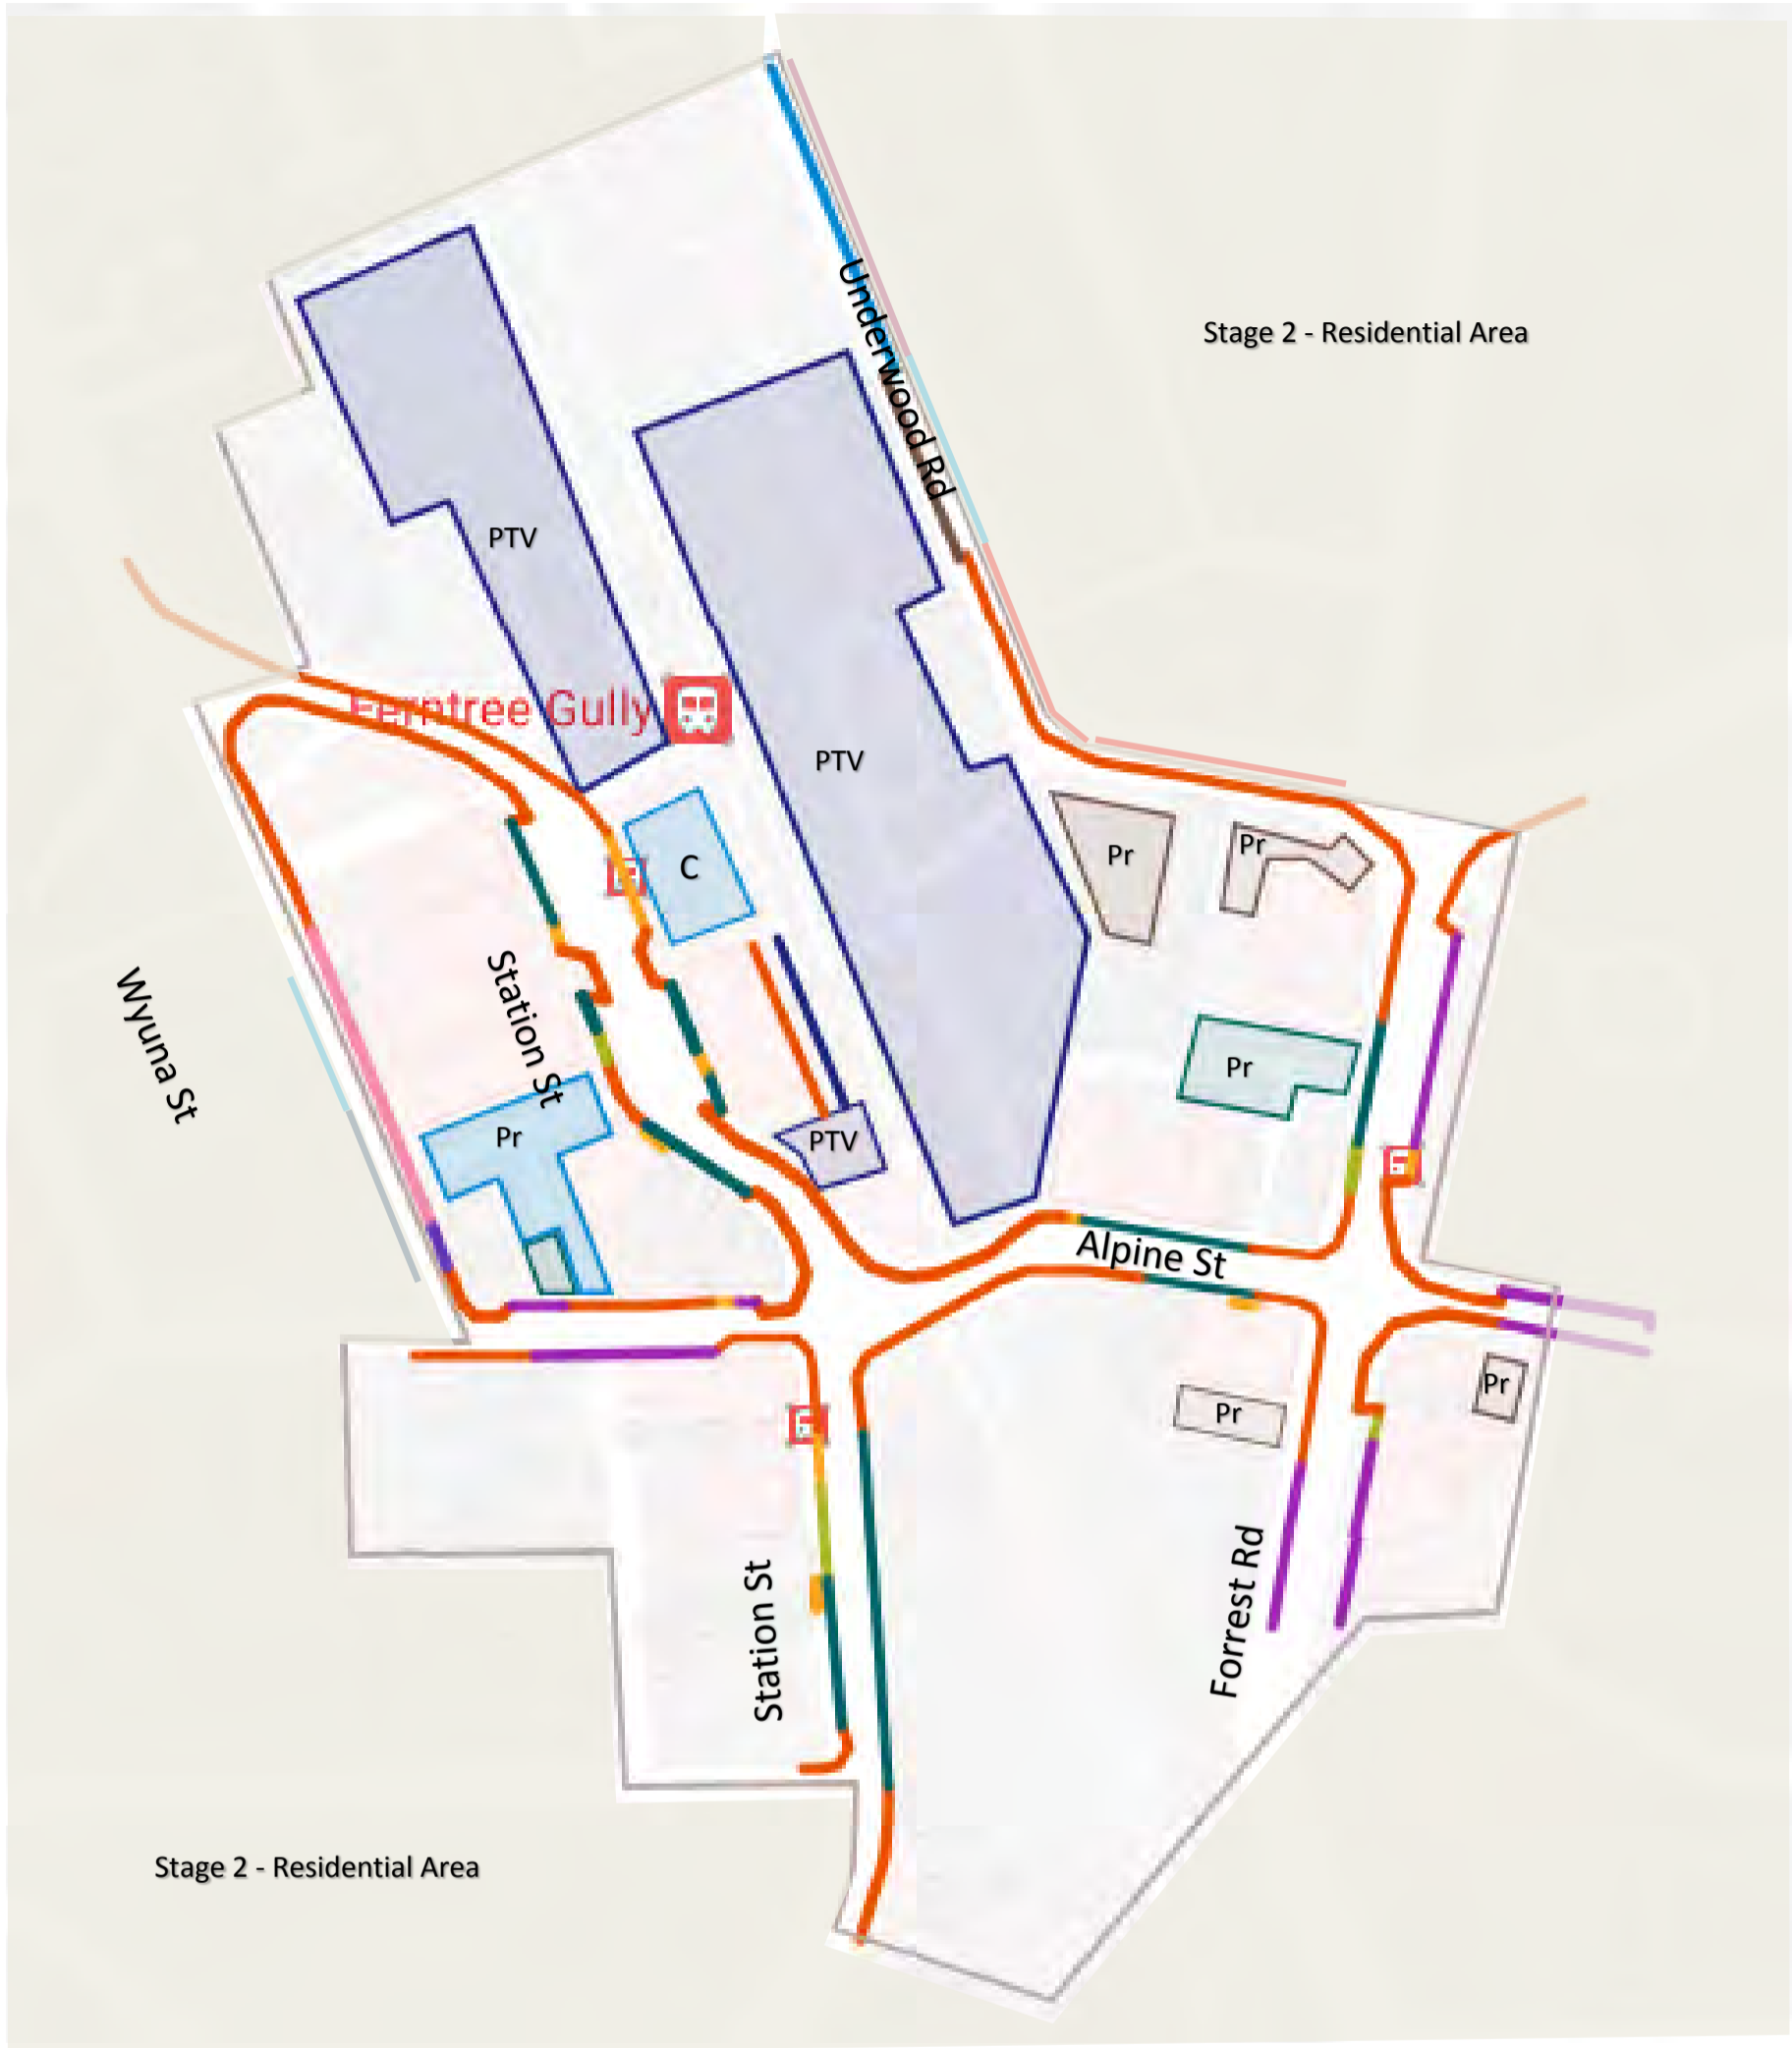 Underwood Rd
Stage 2 - Residential Area
PTV
Ferntree Gully
PTV
Pr
Pr
C
Station St
Wyuna St
Pr
Pr
PTV
Alpine St
Pr
Pr
Station St
Forrest Rd
Stage 2 - Residential Area